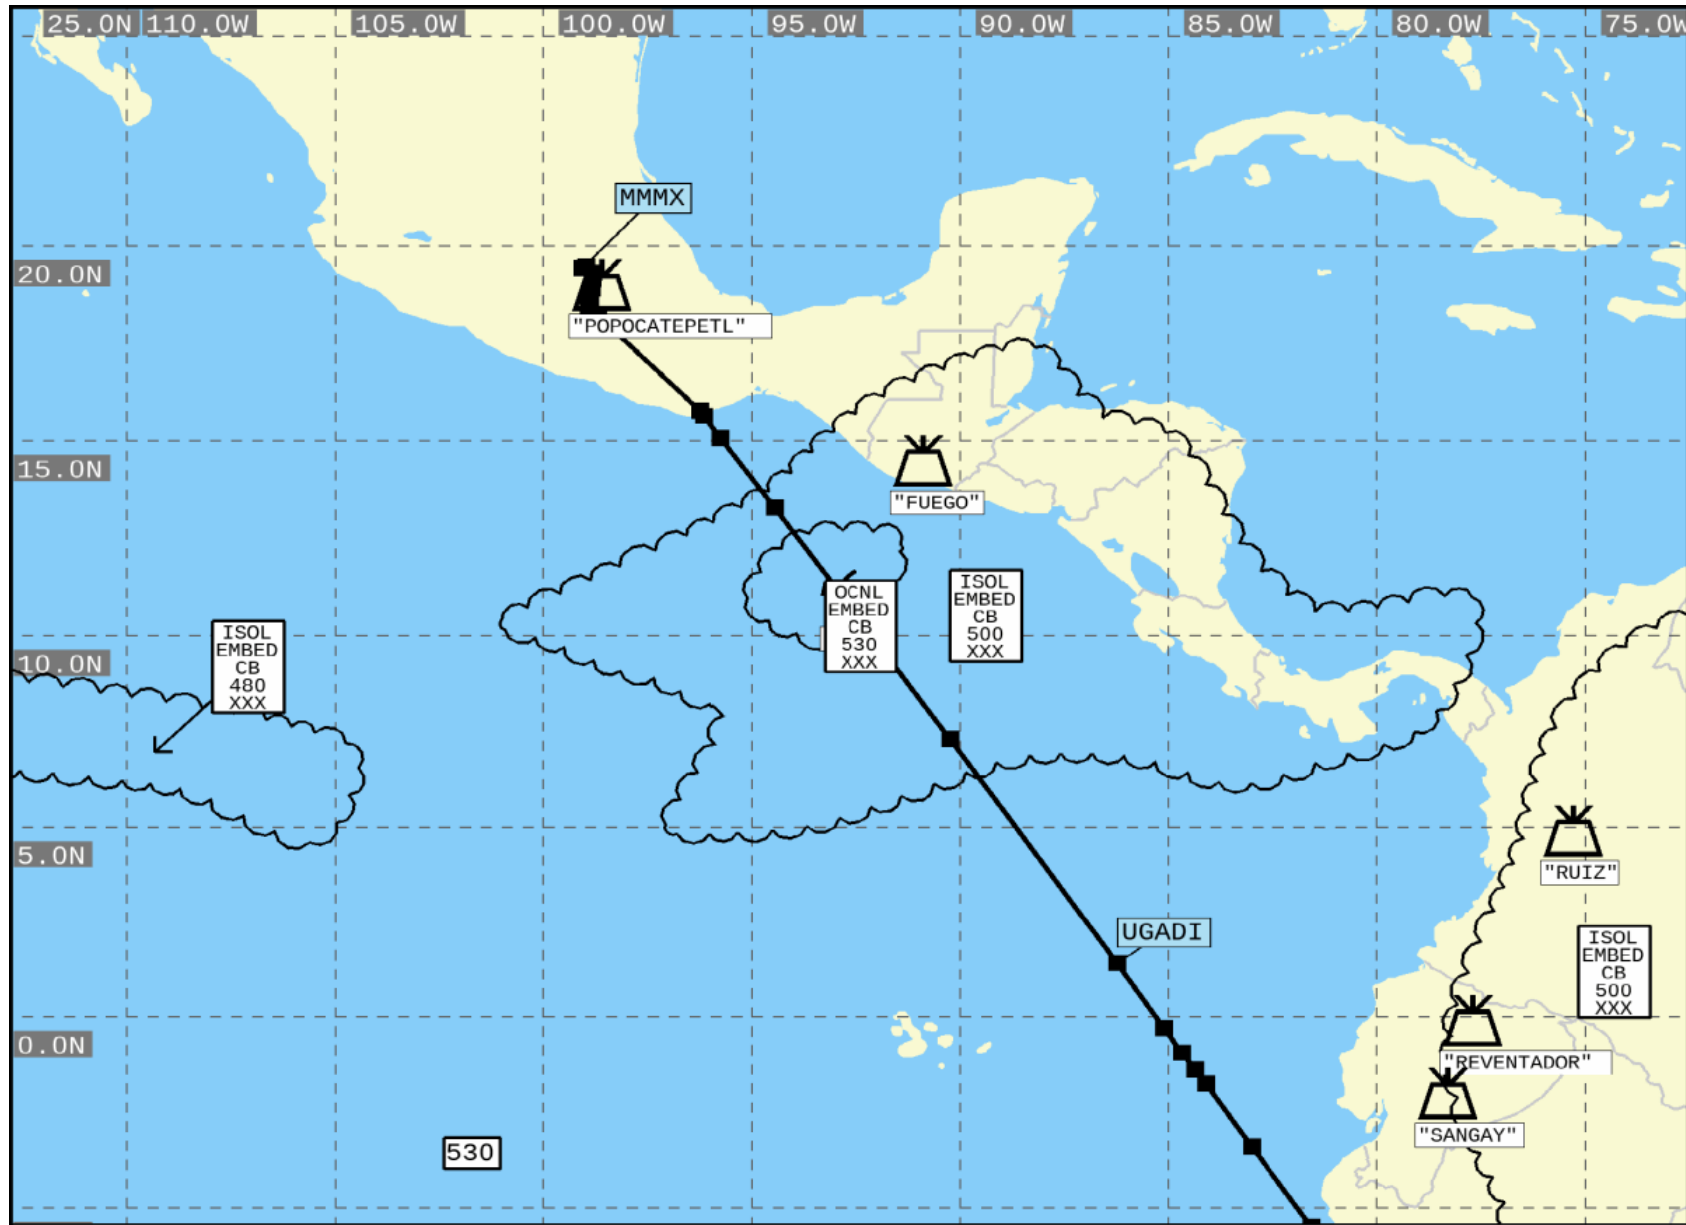 25.0N
110.0W
105.0W
100.0W
95.0W
90.0W
85.0W
80.0W
75.0W
MMMX
20.0N
"POPOCATEPETL"
15.0N
"FUEGO"
ISOL
EMBED
CB
500
XXX
OCNL
EMBED
CB
530
XXX
ISOL
EMBED
CB
480
XXX
10.0N
5.0N
"RUIZ"
UGADI
ISOL
EMBED
CB
500
XXX
0.0N
"REVENTADOR"
"SANGAY"
530